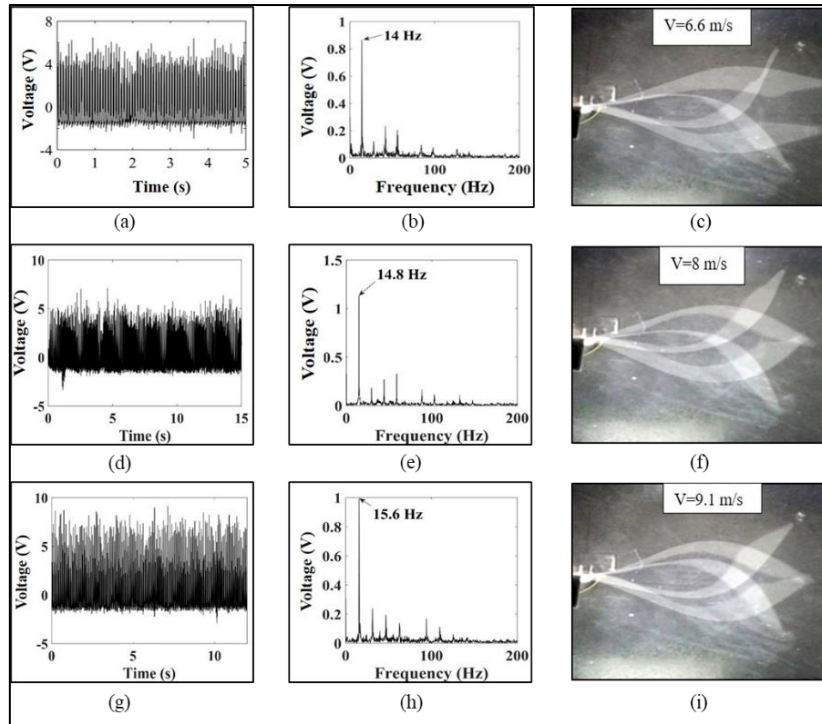 Voltage (V)
8
4
0
-4
0 1 2 3 4 5
Time (s)
(a)
Voltage (V)
1
0.8
0.6
0.4
0.2
0
14 Hz
0 100 200
Frequency (Hz)
(b)
V=6.6 m/s
(c)
Voltage (V)
10
5
0
-5
0 5 10 15
Time (s)
(d)
Voltage (V)
1.5
1
0.5
0
14.8 Hz
0 100 200
Frequency (Hz)
(e)
V=8 m/s
(f)
Voltage (V)
10
5
0
-5
0 5 10
Time (s)
(g)
Voltage (V)
1
0.8
0.6
0.4
0.2
0
15.6 Hz
0 100 200
Frequency (Hz)
(h)
V=9.1 m/s
(i)